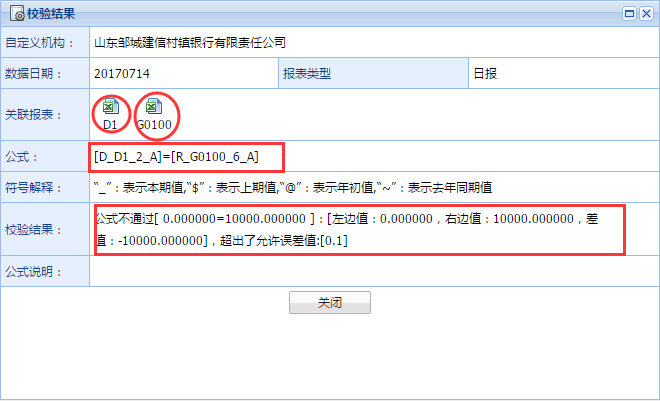 校验结果
自定义机构： 山东邹城建信村镇银行有限责任公司
数据日期： 20170714 报表类型 日报
关联报表： D1 G0100
公式： [D_D1_2_A]=[R_G0100_6_A]
符号解释： “_”：表示本期值,“$”：表示上期值,“@”：表示年初值,“~”：表示去年同期值
校验结果： 公式不通过[ 0.000000=10000.000000 ]：[左边值：0.000000，右边值：10000.000000，差
值：-10000.000000]，超出了允许误差值:[0.1]
公式说明：
关闭